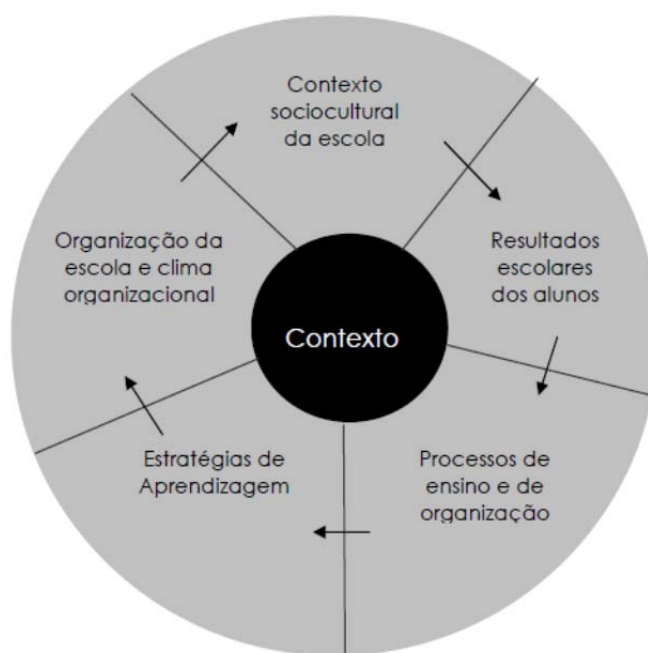 Contexto
sociocultural
da escola
Organização da
escola e clima
organizacional
Resultados
escolares
dos alunos
Contexto
Estratégias de
Aprendizagem
Processos de
ensino e de
organização